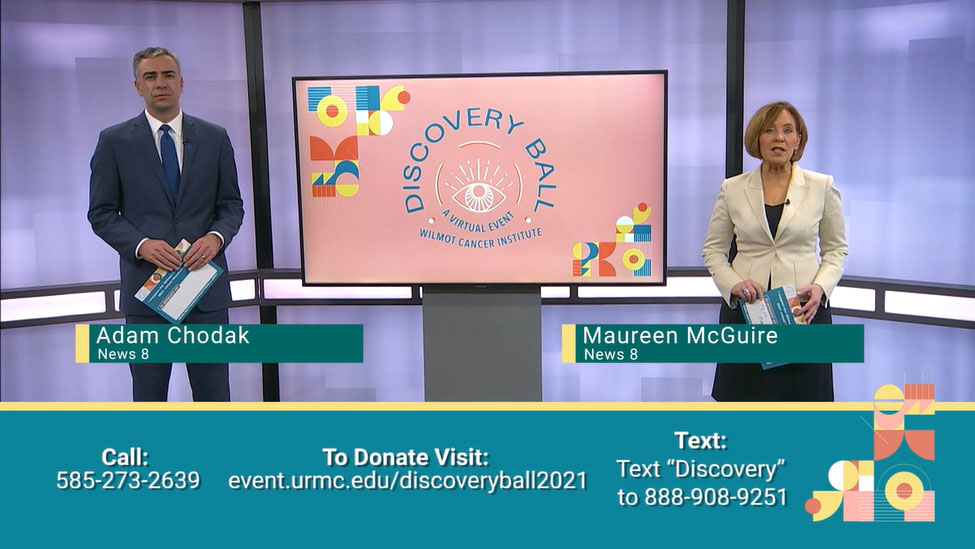 DISCOVERY BALL
A VIRTUAL EVENT
WILMOT CANCER INSTITUTE
Adam Chodak
News 8
Maureen McGuire
News 8
Call:
585-273-2639
To Donate Visit:
event.urmc.edu/discoveryball2021
Text:
Text “Discovery”
to 888-908-9251